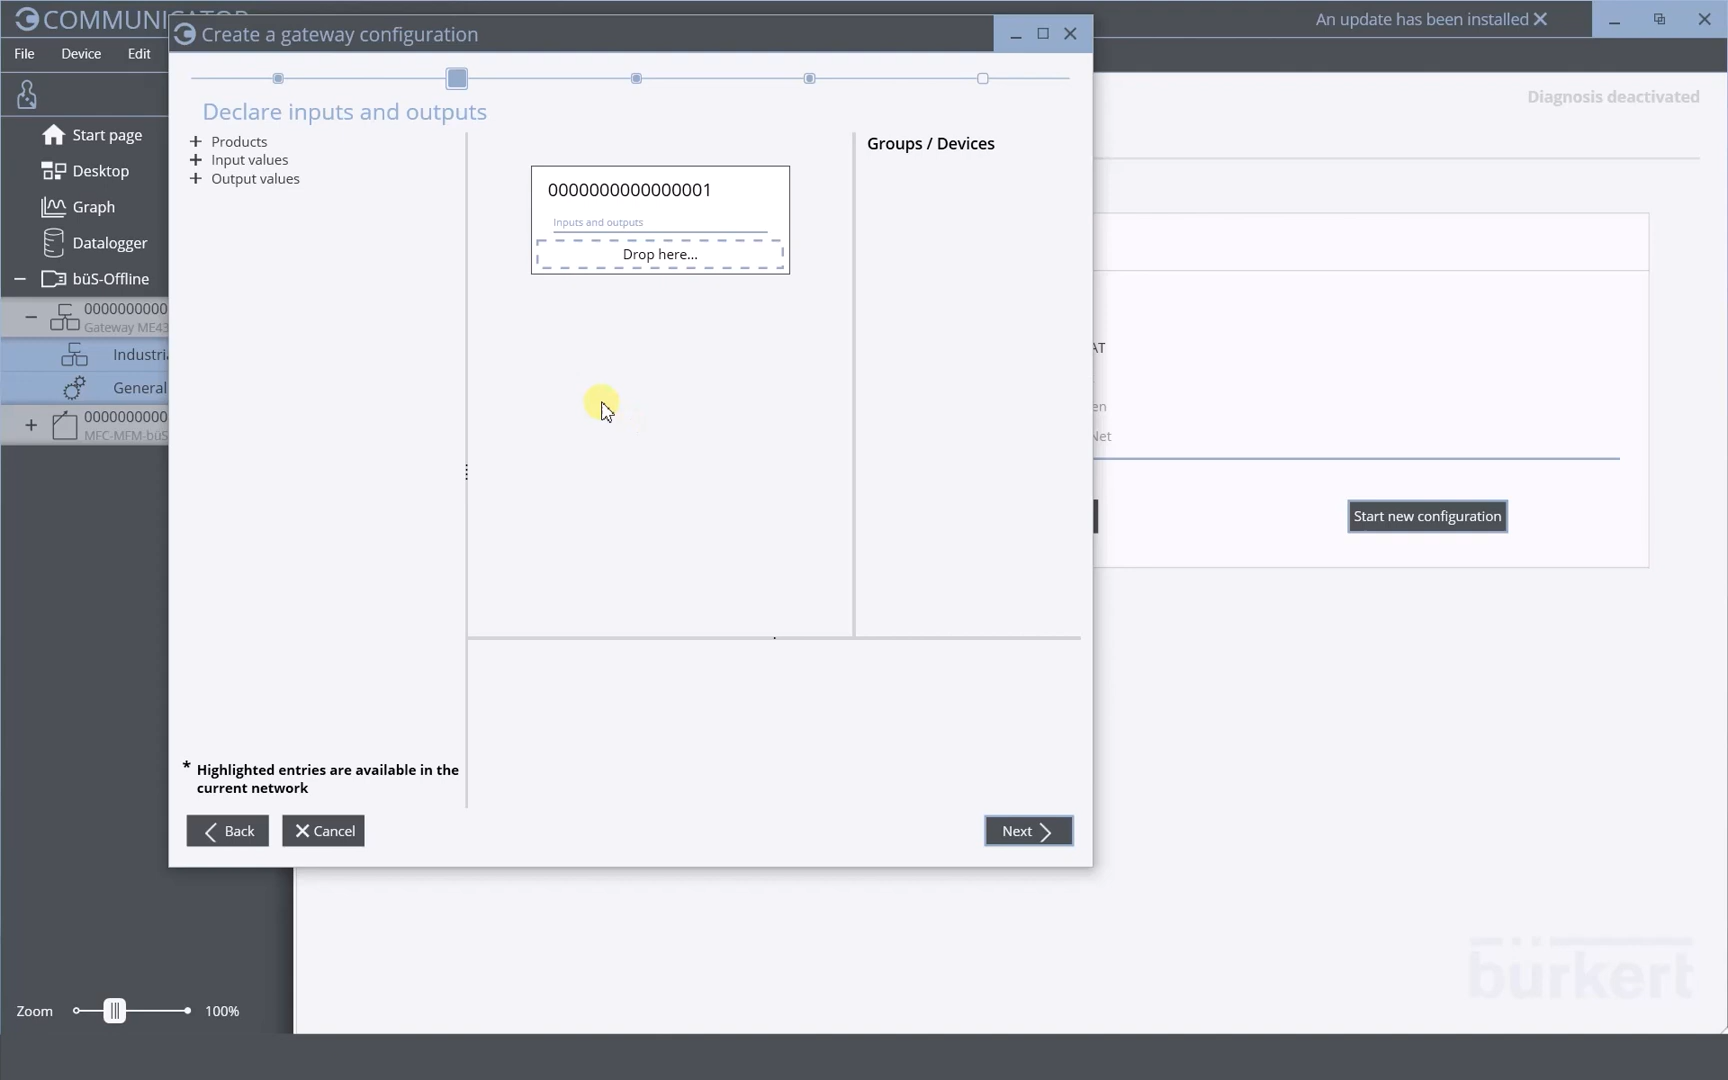 COMMUNICATOR
An update has been installed
Create a gateway configuration
File
Device
Edit
Diagnosis deactivated
Declare inputs and outputs
Start page
Desktop
Graph
Datalogger
büS-Offline
0000000000
Gateway ME43
Industria
General
0000000000
MFC-MFM-büS
+ Products
+ Input values
+ Output values
0000000000000001
Inputs and outputs
Drop here...
Groups / Devices
AT
en
Net
Start new configuration
* Highlighted entries are available in the
current network
Back
Cancel
Next
Zoom
100%
burkert